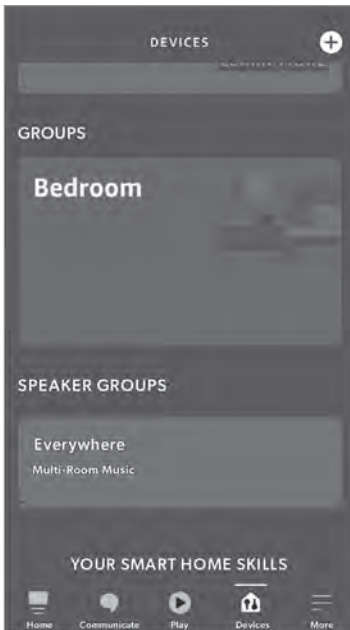 DEVICES
GROUPS
Bedroom
SPEAKER GROUPS
Everywhere
Multi-Room Music
YOUR SMART HOME SKILLS
Home Communicate Play Devices More